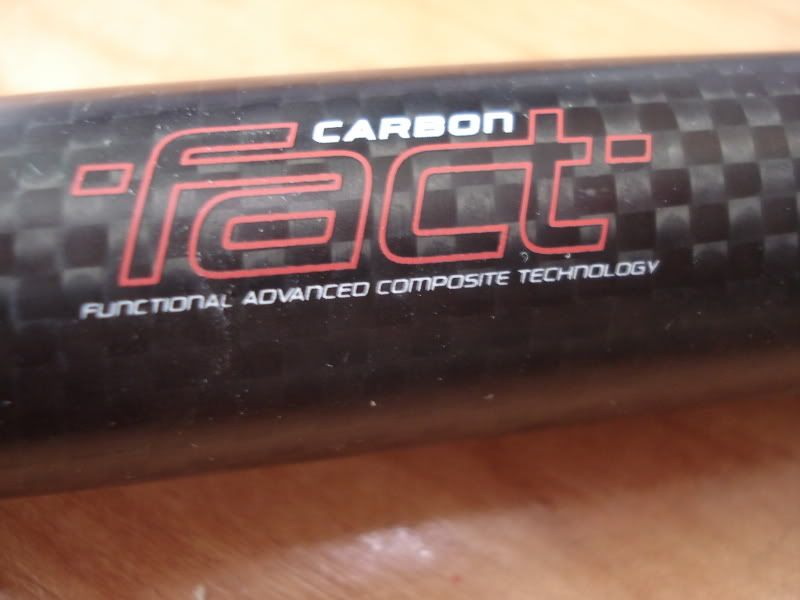 CARBON
fact
FUNCTIONAL ADVANCED COMPOSITE TECHNOLOGY